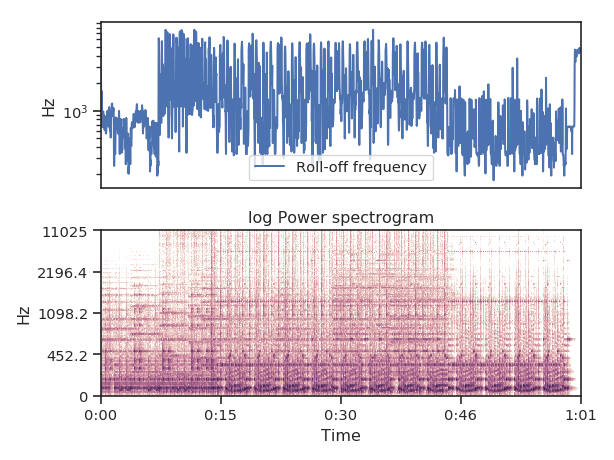 Hz
10³
Roll-off frequency
log Power spectrogram
Hz
11025
2196.4
1098.2
452.2
0
0:00 0:15 0:30 0:46 1:01
Time